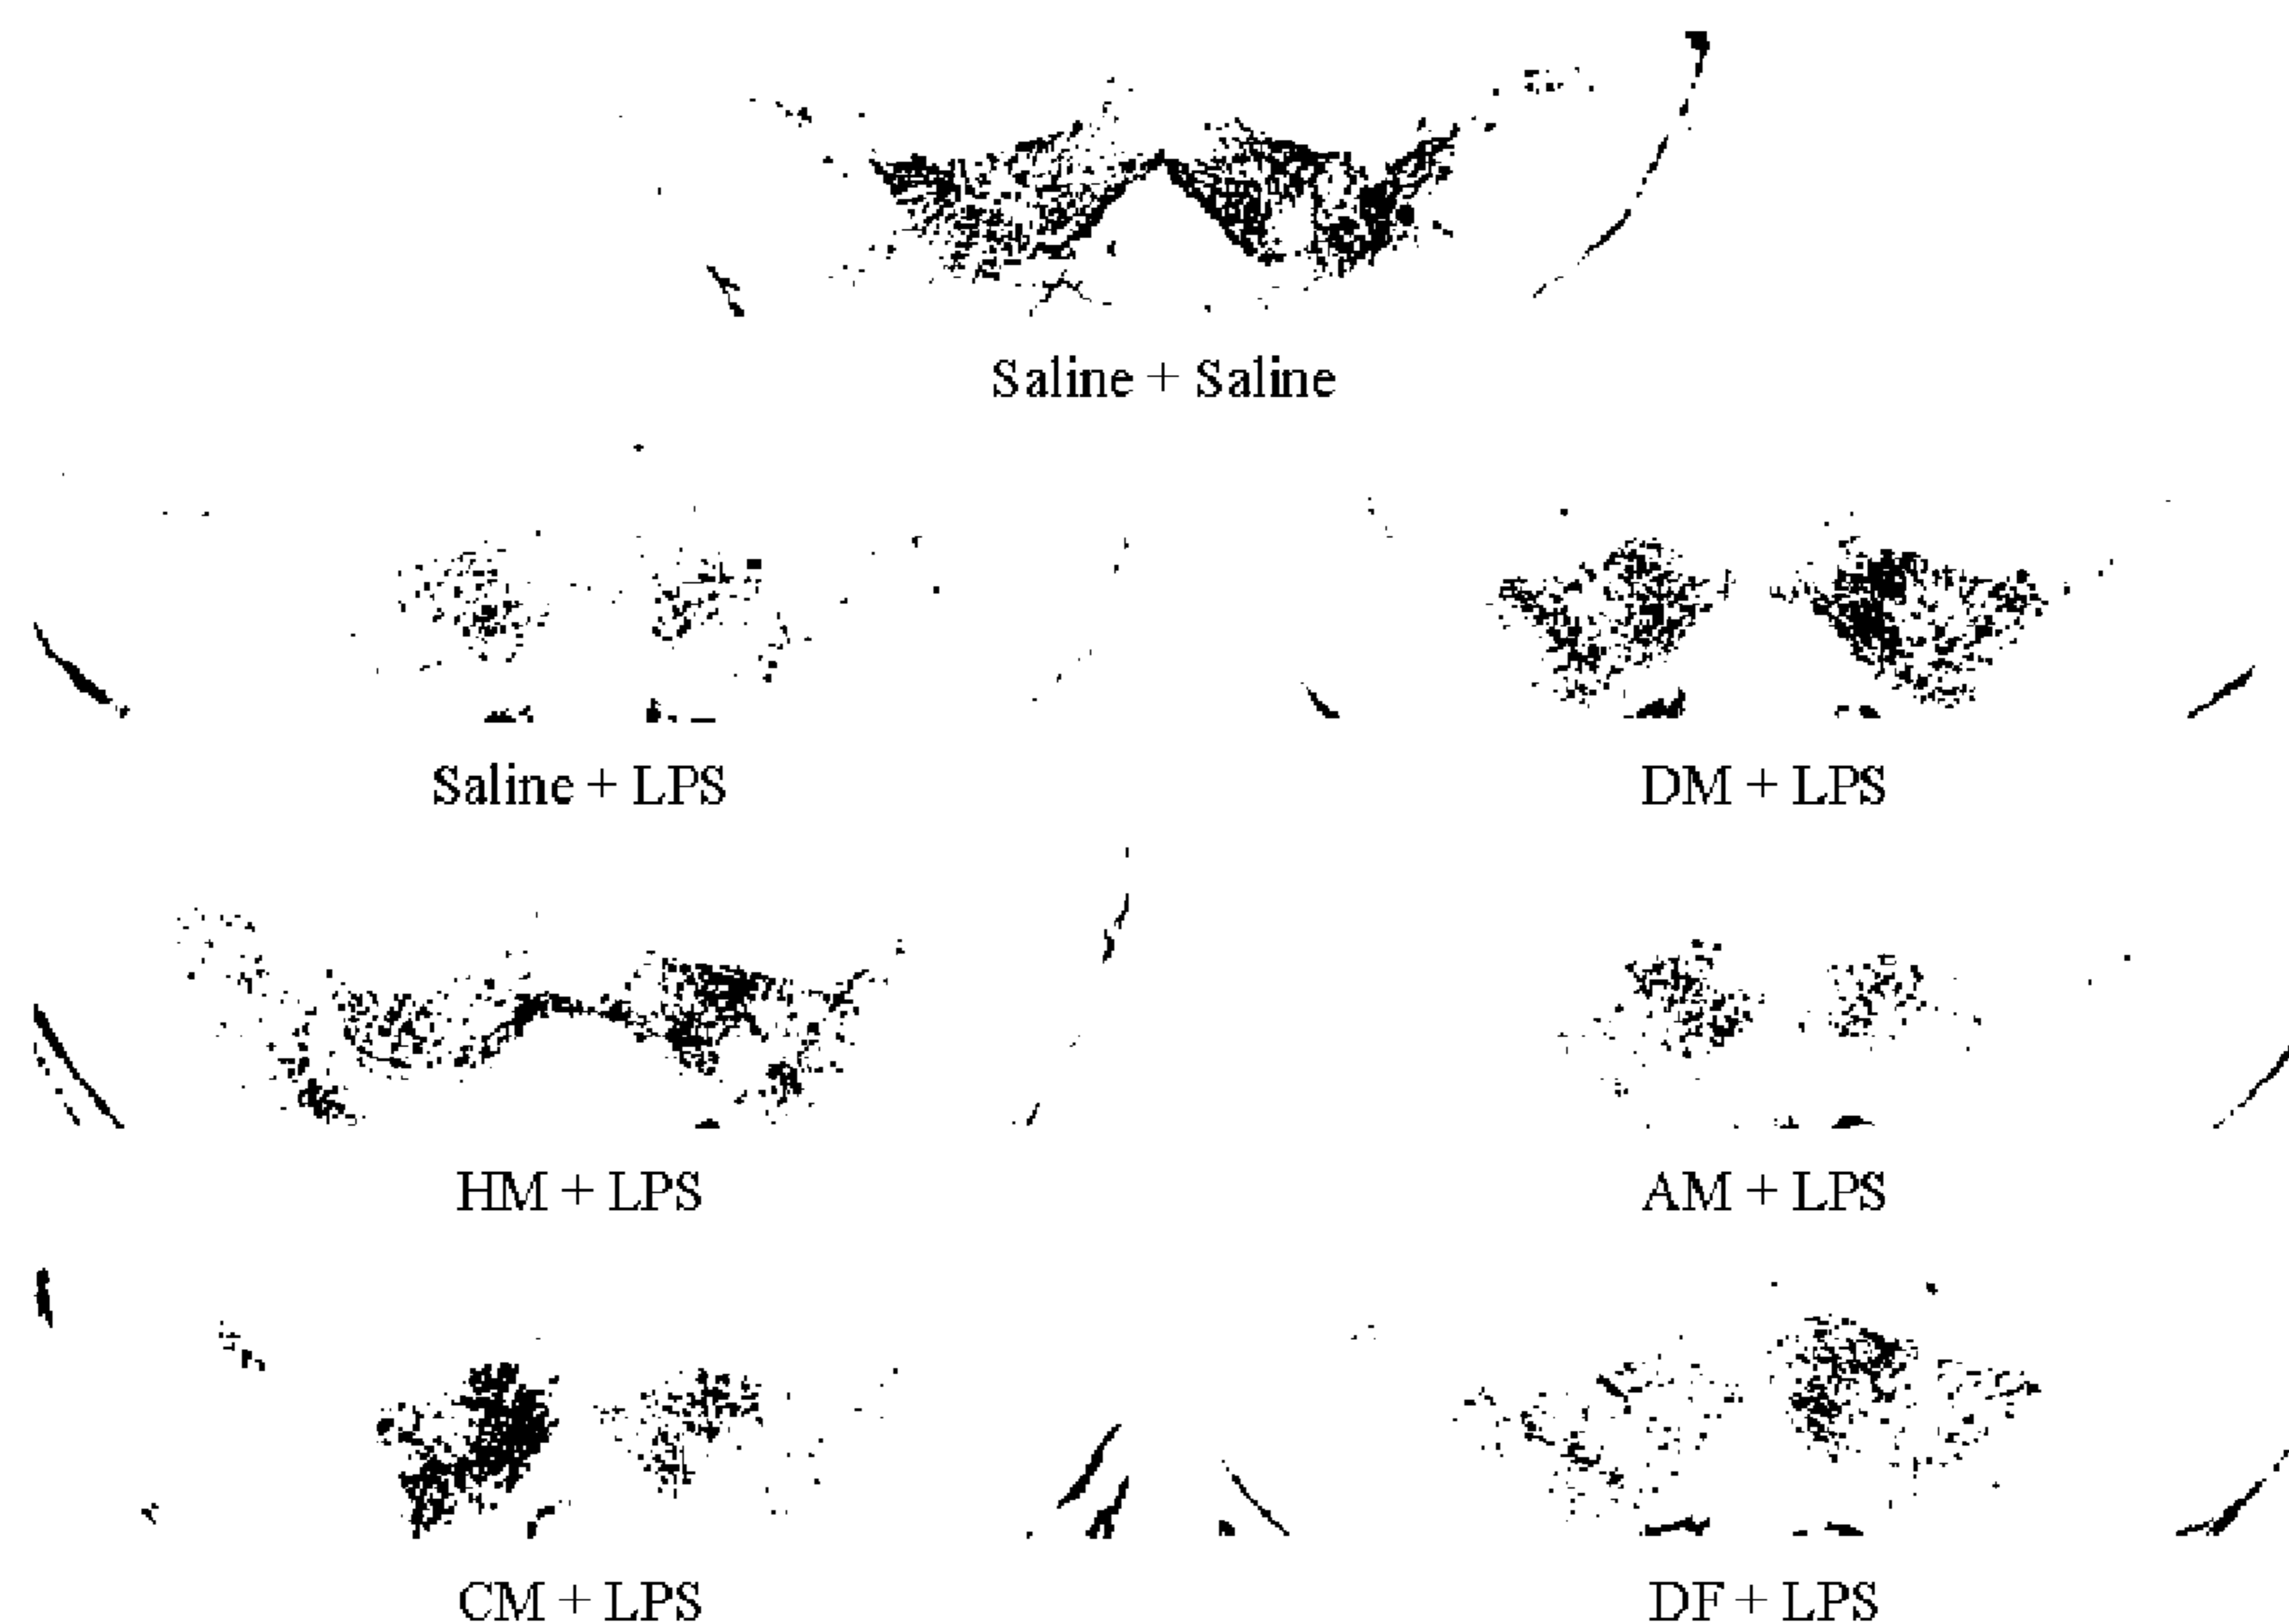 Saline + Saline
Saline + LPS
DM + LPS
HM + LPS
AM + LPS
CM + LPS
DF + LPS